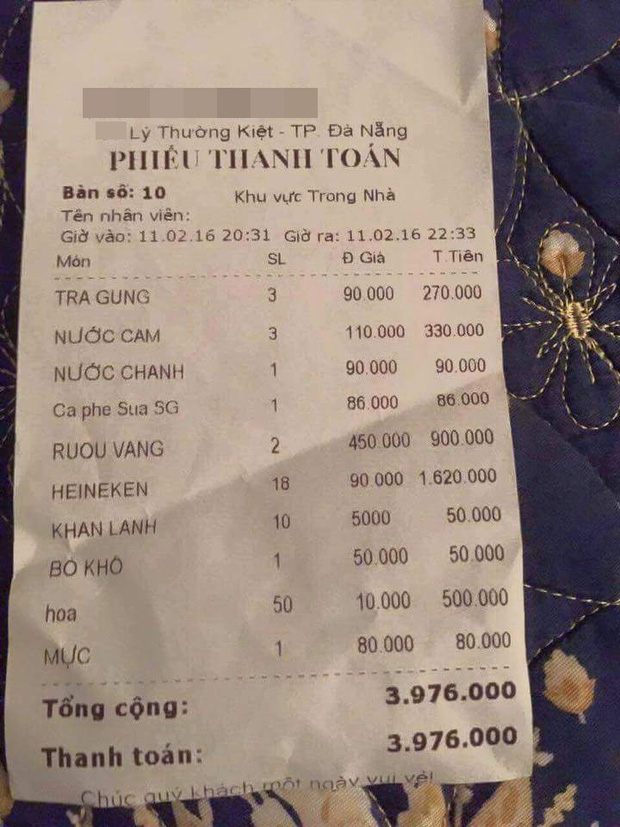 Lý Thường Kiệt - TP. Đà Nẵng
PHIẾU THANH TOÁN
Bàn số: 10 Khu vực Trong Nhà
Tên nhân viên:
Giờ vào: 11.02.16 20:31 Giờ ra: 11.02.16 22:33
Món SL Đ Giá T.Tiền
TRA GUNG 3 90.000 270.000
NƯỚC CAM 3 110.000 330.000
NƯỚC CHANH 1 90.000 90.000
Ca phe Sua SG 1 86.000 86.000
RUOU VANG 2 450.000 900.000
HEINEKEN 18 90.000 1.620.000
KHAN LANH 10 5000 50.000
BÒ KHÔ 1 50.000 50.000
hoa 50 10.000 500.000
MỰC 1 80.000 80.000
Tổng cộng: 3.976.000
Thanh toán: 3.976.000
Chúc quý khách một ngày vui vẻ!